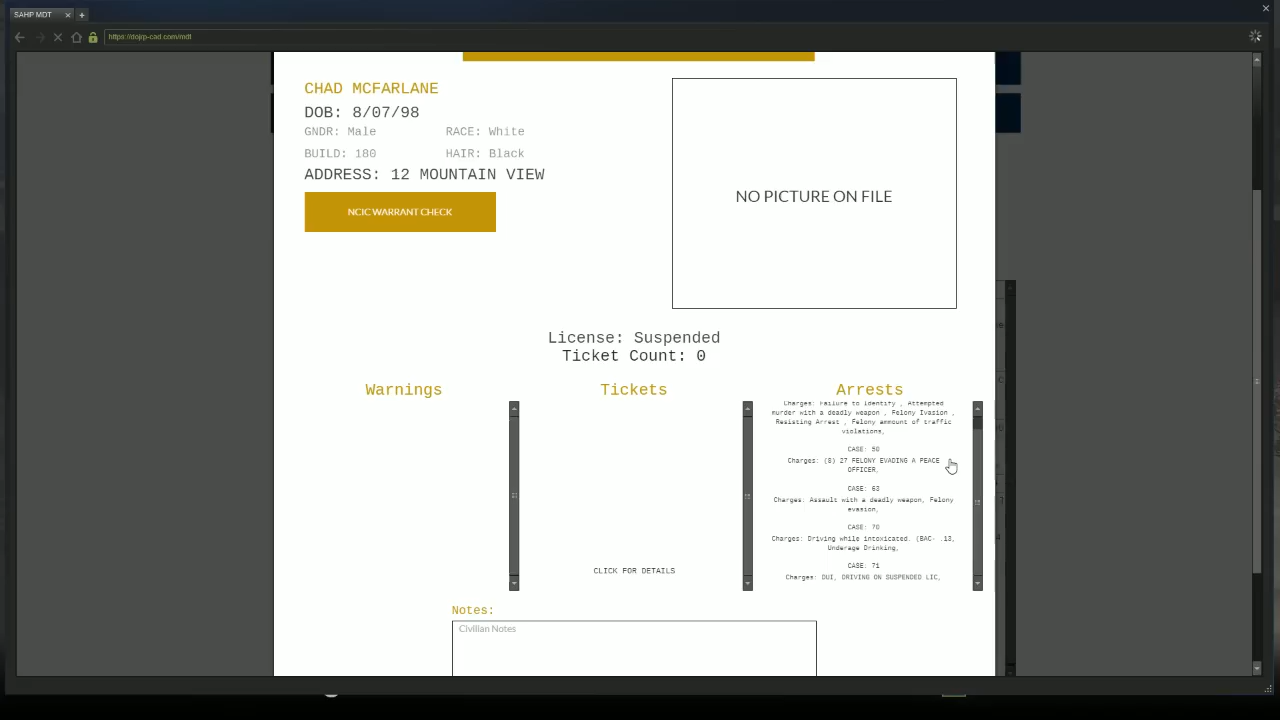 SAHP MDT
https://dojrp-cad.com/mdt
CHAD MCFARLANE
DOB: 8/07/98
GNDR: Male RACE: White
BUILD: 180 HAIR: Black
ADDRESS: 12 MOUNTAIN VIEW
NCIC WARRANT CHECK
NO PICTURE ON FILE
License: Suspended
Ticket Count: 0
Warnings
Tickets
CLICK FOR DETAILS
Arrests
Charges: Failure to identify , Attempted
murder with a deadly weapon , Felony Ivasion ,
Resisting Arrest , Felony ammount of traffic
violations,
CASE: 50
Charges: (8) 27 FELONY EVADING A PEACE
OFFICER,
CASE: 63
Charges: Assault with a deadly weapon, Felony
evasion,
CASE: 70
Charges: Driving while intoxicated. (BAC- .13,
Underage Drinking,
CASE: 71
Charges: DUI, DRIVING ON SUSPENDED LIC,
Notes:
Civilian Notes